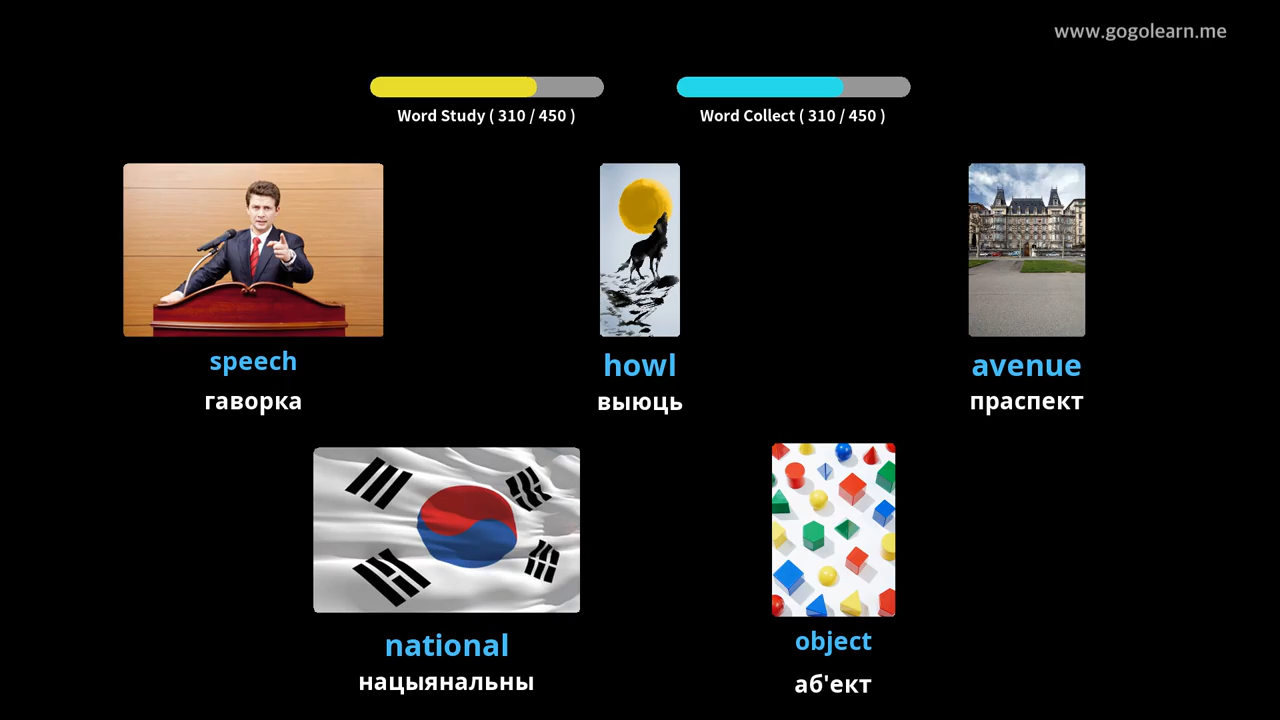 www.gogolearn.me
Word Study ( 310 / 450 )
Word Collect ( 310 / 450 )
speech
гаворка
howl
выюць
avenue
праспект
national
нацыянальны
object
аб'ект